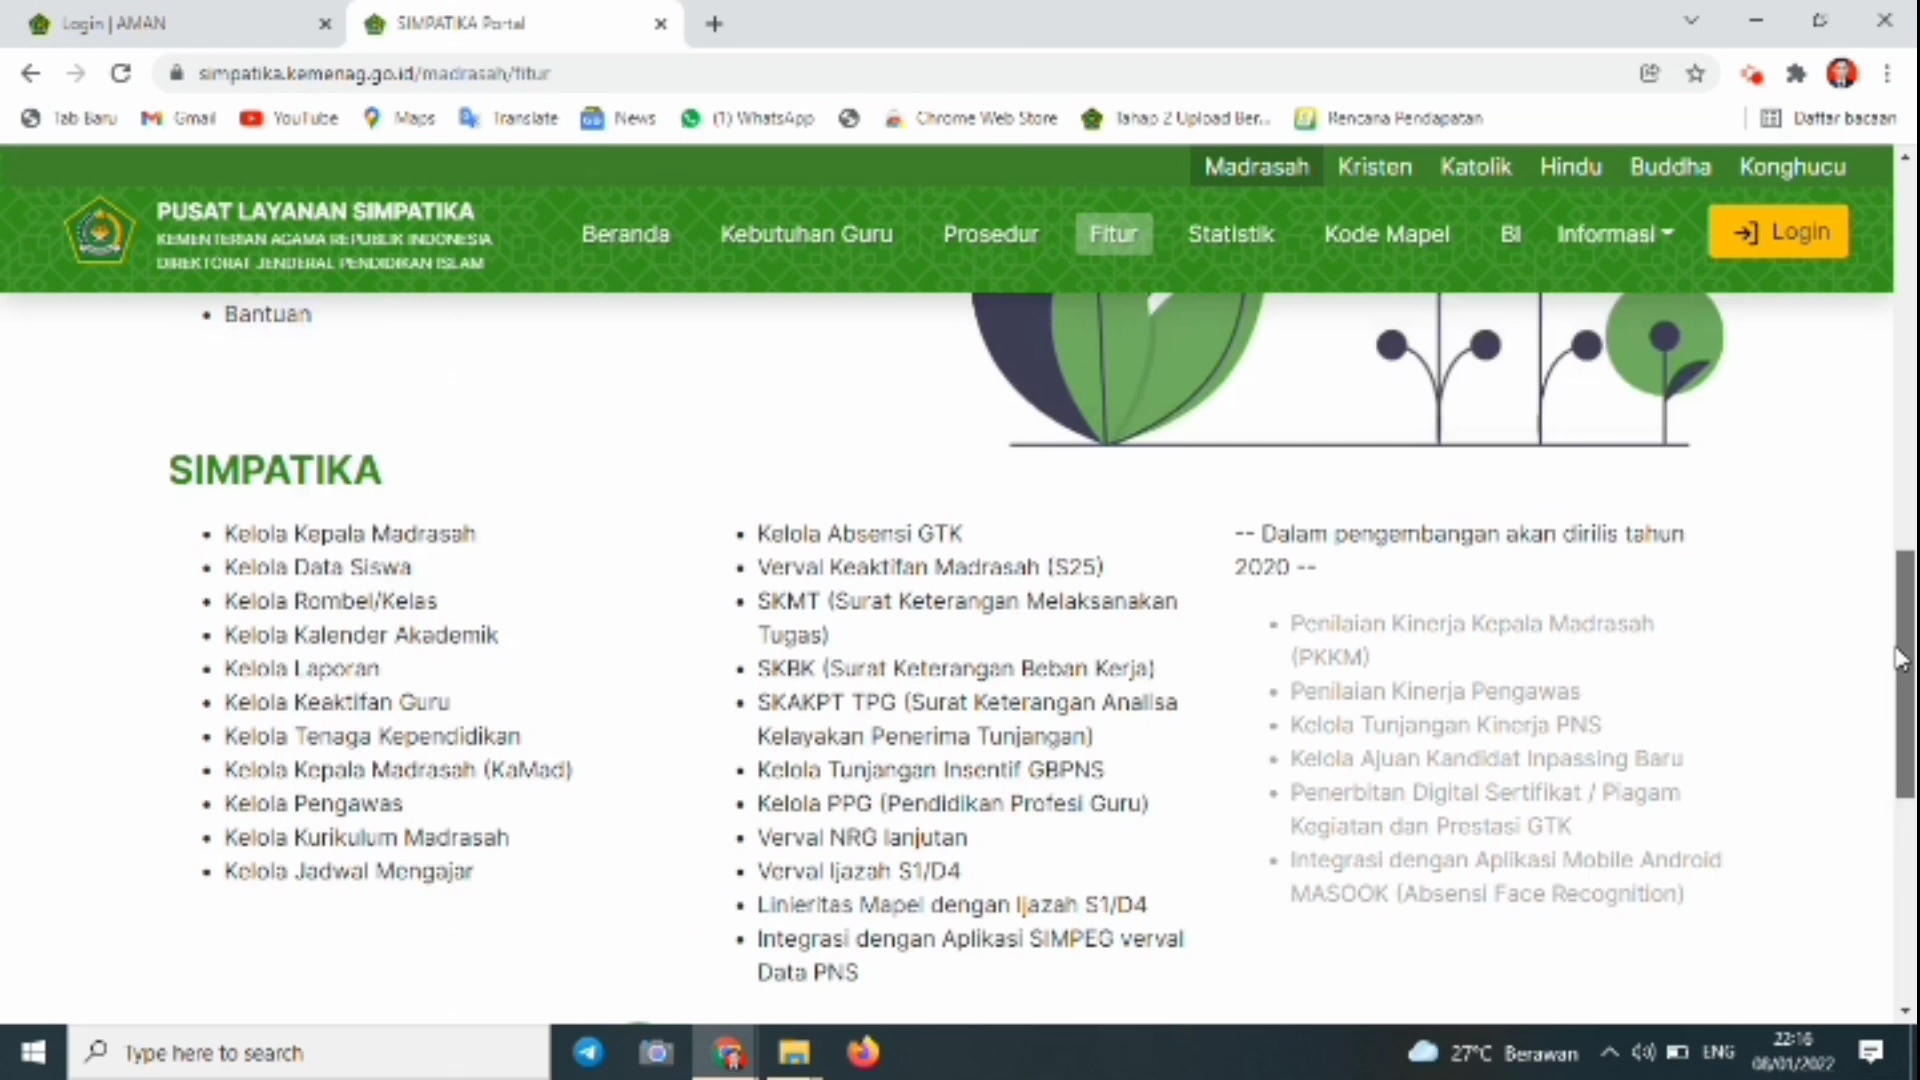 Login | AMAN
SIMPATIKA Portal
simpatika.kemenag.go.id/madrasah/fitur
Tab Baru
Gmail
YouTube
Maps
Translate
News
(1) WhatsApp
Chrome Web Store
Tahap 2 Upload Ber...
Rencana Pendapatan
Daftar bacaan
Madrasah
Kristen
Katolik
Hindu
Buddha
Konghucu
PUSAT LAYANAN SIMPATIKA
KEMENTERIAN AGAMA REPUBLIK INDONESIA
DIREKTORAT JENDERAL PENDIDIKAN ISLAM
Beranda
Kebutuhan Guru
Prosedur
Fitur
Statistik
Kode Mapel
BI
Informasi
Login
• Bantuan
SIMPATIKA
• Kelola Kepala Madrasah
• Kelola Data Siswa
• Kelola Rombel/Kelas
• Kelola Kalender Akademik
• Kelola Laporan
• Kelola Keaktifan Guru
• Kelola Tenaga Kependidikan
• Kelola Kepala Madrasah (KaMad)
• Kelola Pengawas
• Kelola Kurikulum Madrasah
• Kelola Jadwal Mengajar
• Kelola Absensi GTK
• Verval Keaktifan Madrasah (S25)
• SKMT (Surat Keterangan Melaksanakan
Tugas)
• SKBK (Surat Keterangan Beban Kerja)
• SKAKPT TPG (Surat Keterangan Analisa
Kelayakan Penerima Tunjangan)
• Kelola Tunjangan Insentif GBPNS
• Kelola PPG (Pendidikan Profesi Guru)
• Verval NRG lanjutan
• Verval Ijazah S1/D4
• Linieritas Mapel dengan Ijazah S1/D4
• Integrasi dengan Aplikasi SIMPEG verval
Data PNS
-- Dalam pengembangan akan dirilis tahun
2020 --
• Penilaian Kinerja Kepala Madrasah
(PKKM)
• Penilaian Kinerja Pengawas
• Kelola Tunjangan Kinerja PNS
• Kelola Ajuan Kandidat Inpassing Baru
• Penerbitan Digital Sertifikat / Piagam
Kegiatan dan Prestasi GTK
• Integrasi dengan Aplikasi Mobile Android
MASOOK (Absensi Face Recognition)
Type here to search
27°C Berawan
ENG
22:16
08/01/2022